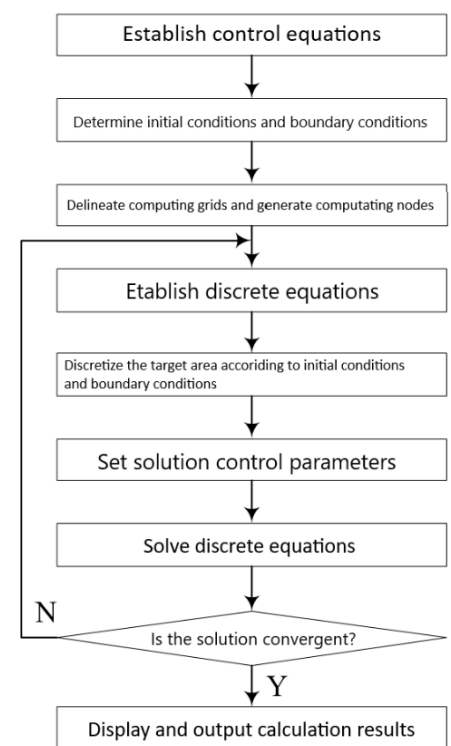 Establish control equations
Determine initial conditions and boundary conditions
Delineate computing grids and generate computating nodes
Etablish discrete equations
Discretize the target area accoriding to initial conditions
and boundary conditions
Set solution control parameters
Solve discrete equations
N
Is the solution convergent?
Y
Display and output calculation results